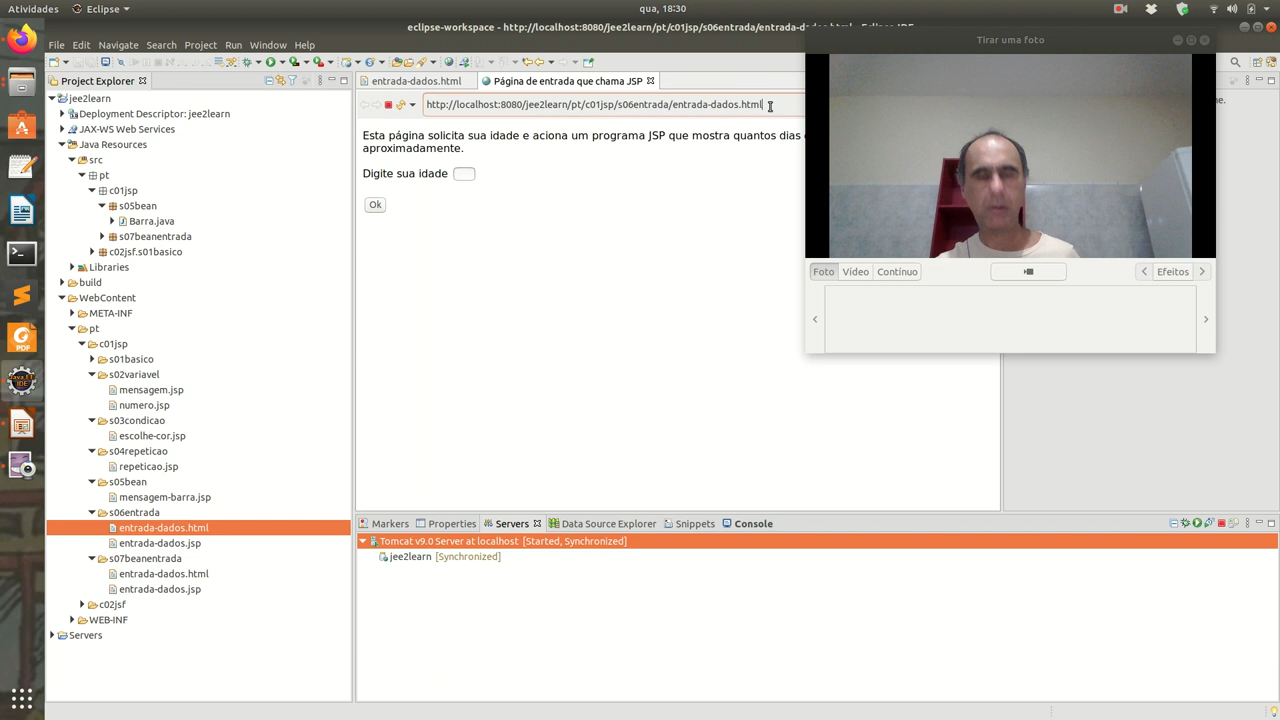 Atividades
Eclipse
qua, 18:30
eclipse-workspace - http://localhost:8080/jee2learn/pt/c01jsp/s06entrada/entrada-dados.html - Eclipse IDE
File Edit Navigate Search Project Run Window Help
Project Explorer
jee2learn
Deployment Descriptor: jee2learn
JAX-WS Web Services
Java Resources
src
pt
c01jsp
s05bean
Barra.java
s07beanentrada
c02jsf.s01basico
Libraries
build
WebContent
META-INF
pt
c01jsp
s01basico
s02variavel
mensagem.jsp
numero.jsp
s03condicao
escolhe-cor.jsp
s04repeticao
repeticao.jsp
s05bean
mensagem-barra.jsp
s06entrada
entrada-dados.html
entrada-dados.jsp
s07beanentrada
entrada-dados.html
entrada-dados.jsp
c02jsf
WEB-INF
Servers
entrada-dados.html
Página de entrada que chama JSP
http://localhost:8080/jee2learn/pt/c01jsp/s06entrada/entrada-dados.html
Esta página solicita sua idade e aciona um programa JSP que mostra quantos dias
aproximadamente.
Digite sua idade
Ok
Tirar uma foto
Foto Vídeo Contínuo
Efeitos
Markers Properties Servers Data Source Explorer Snippets Console
Tomcat v9.0 Server at localhost [Started, Synchronized]
jee2learn [Synchronized]